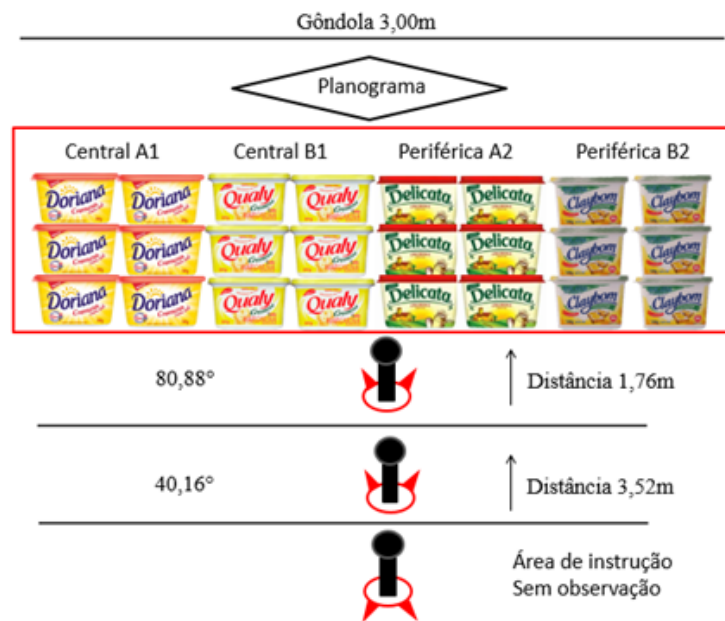 Gôndola 3,00m
Planograma
Central A1 Central B1 Periférica A2 Periférica B2
Doriana Doriana Qualy Qualy Delicata Delicata Claybom Claybom
Doriana Doriana Qualy Qualy Delicata Delicata Claybom Claybom
Doriana Doriana Qualy Qualy Delicata Delicata Claybom Claybom
80,88° Distância 1,76m
40,16° Distância 3,52m
Área de instrução
Sem observação